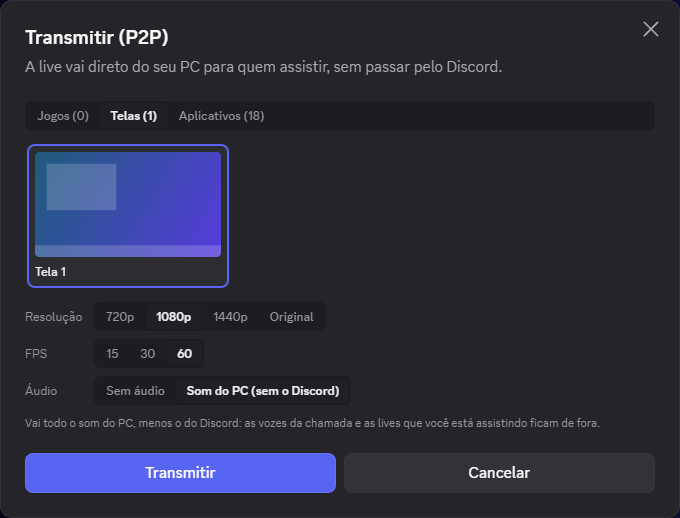 Transmitir (P2P)
A live vai direto do seu PC para quem assistir, sem passar pelo Discord.
Jogos (0) Telas (1) Aplicativos (18)
Tela 1
Resolução 720p 1080p 1440p Original
FPS 15 30 60
Áudio Sem áudio Som do PC (sem o Discord)
Vai todo o som do PC, menos o do Discord: as vozes da chamada e as lives que você está assistindo ficam de fora.
Transmitir Cancelar